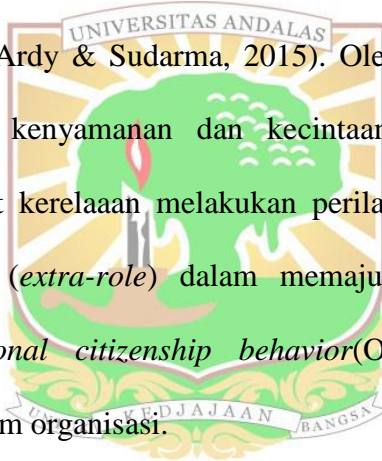 UNIVERSITAS ANDALAS
Ardy & Sudarma, 2015). Ole
kenyamanan dan kecintaan
kerelaaan melakukan perila
(extra-role) dalam memaju
onal citizenship behavior(O
m organisasi.
KEDJAJAAN BANGSA